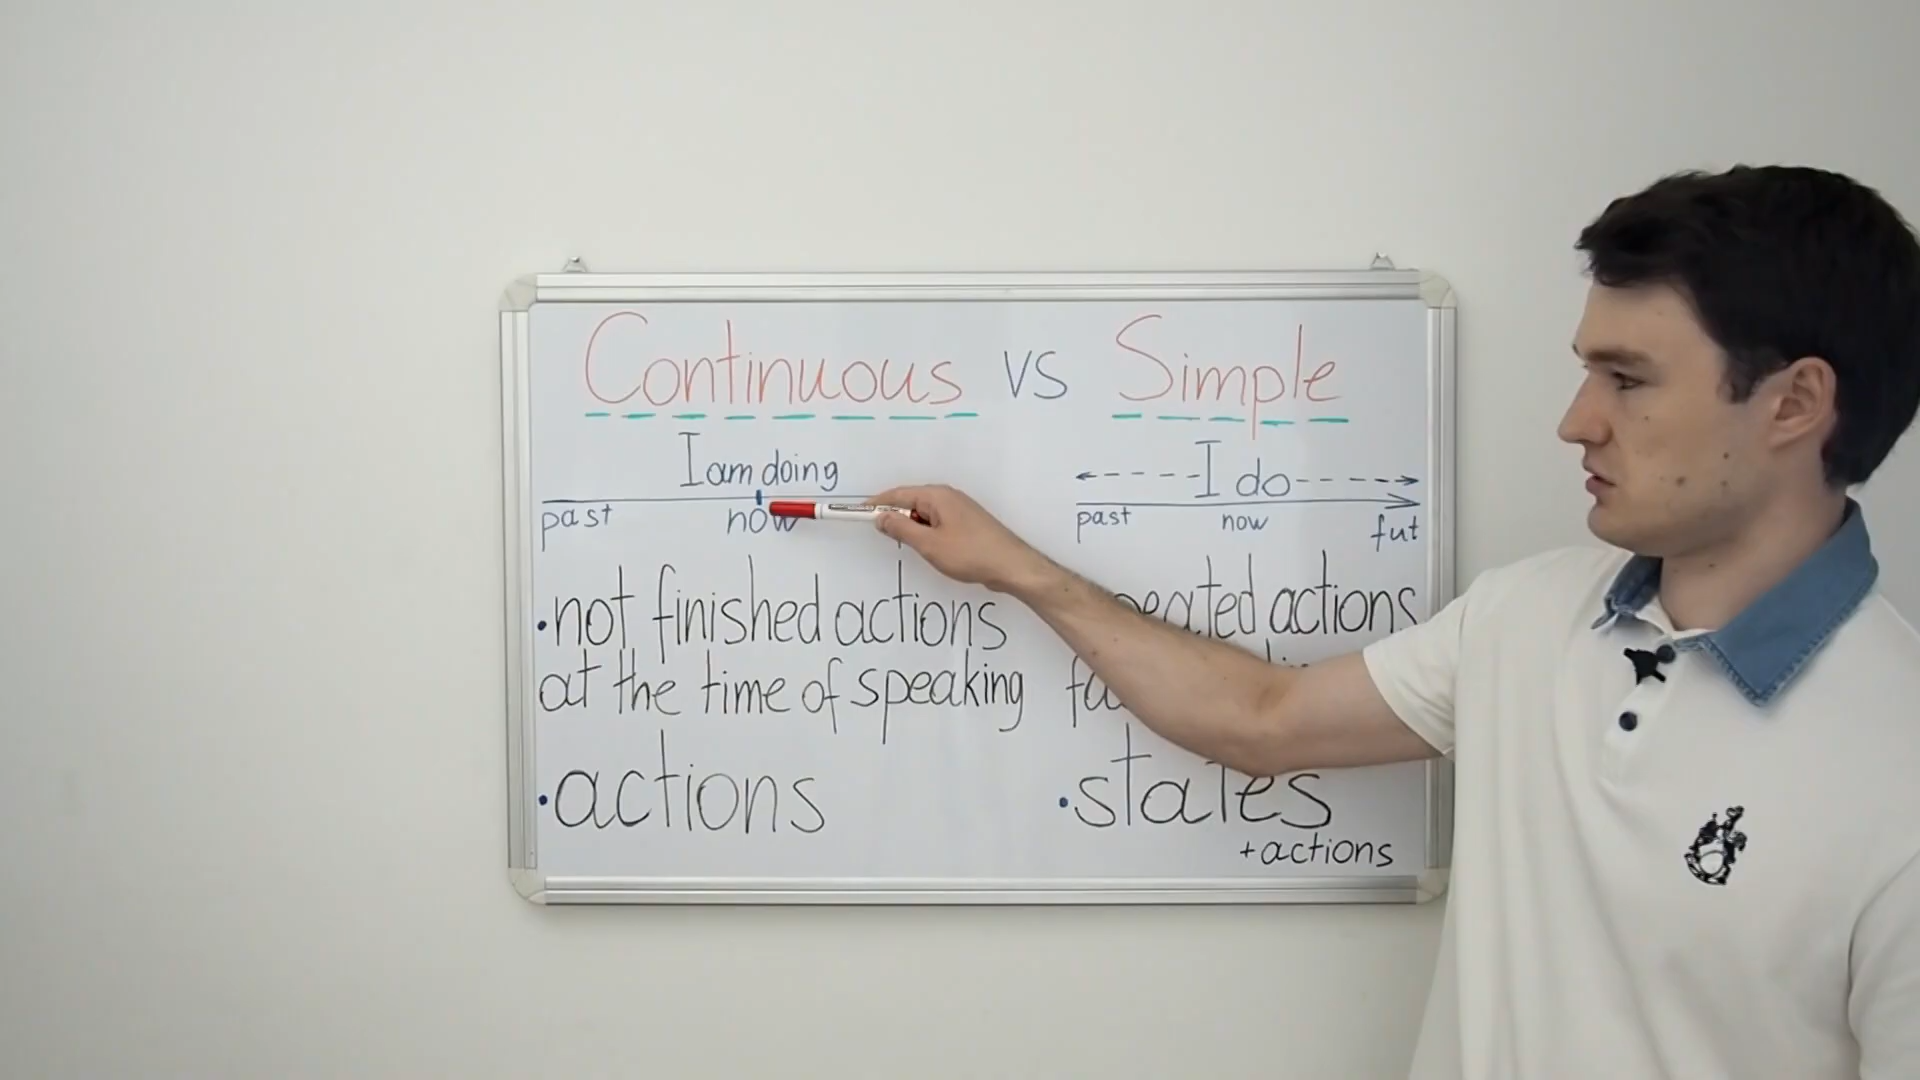 Continuous vs Simple
I am doing
past now
• not finished actions
at the time of speaking
• actions
I do
past now fut
actions
• states
+ actions